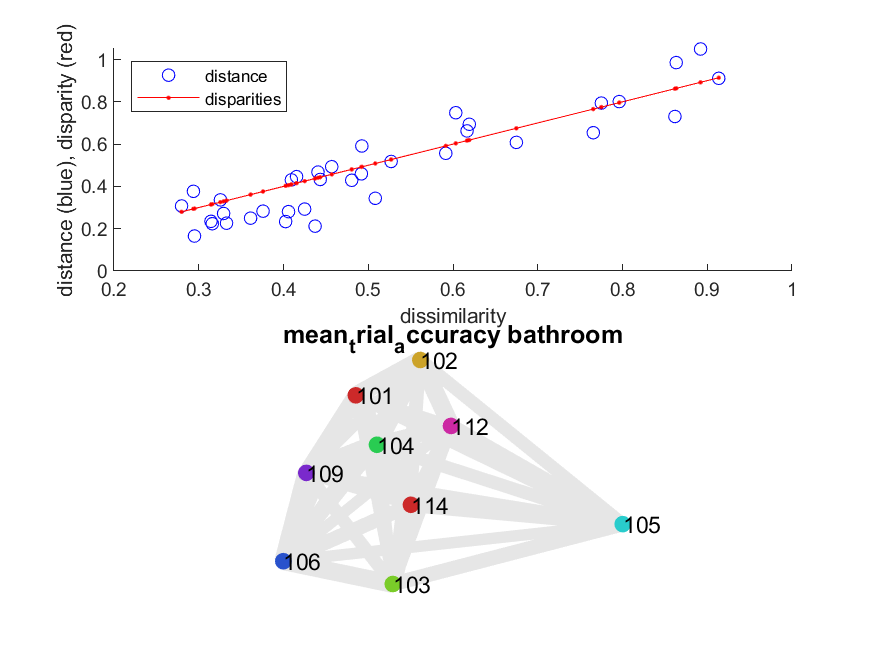 distance (blue), disparity (red)
1
0.8
0.6
0.4
0.2
0
distance
disparities
0.2 0.3 0.4 0.5 0.6 0.7 0.8 0.9 1
dissimilarity
mean_trial_accuracy bathroom
102
101
112
104
109
114
105
106
103